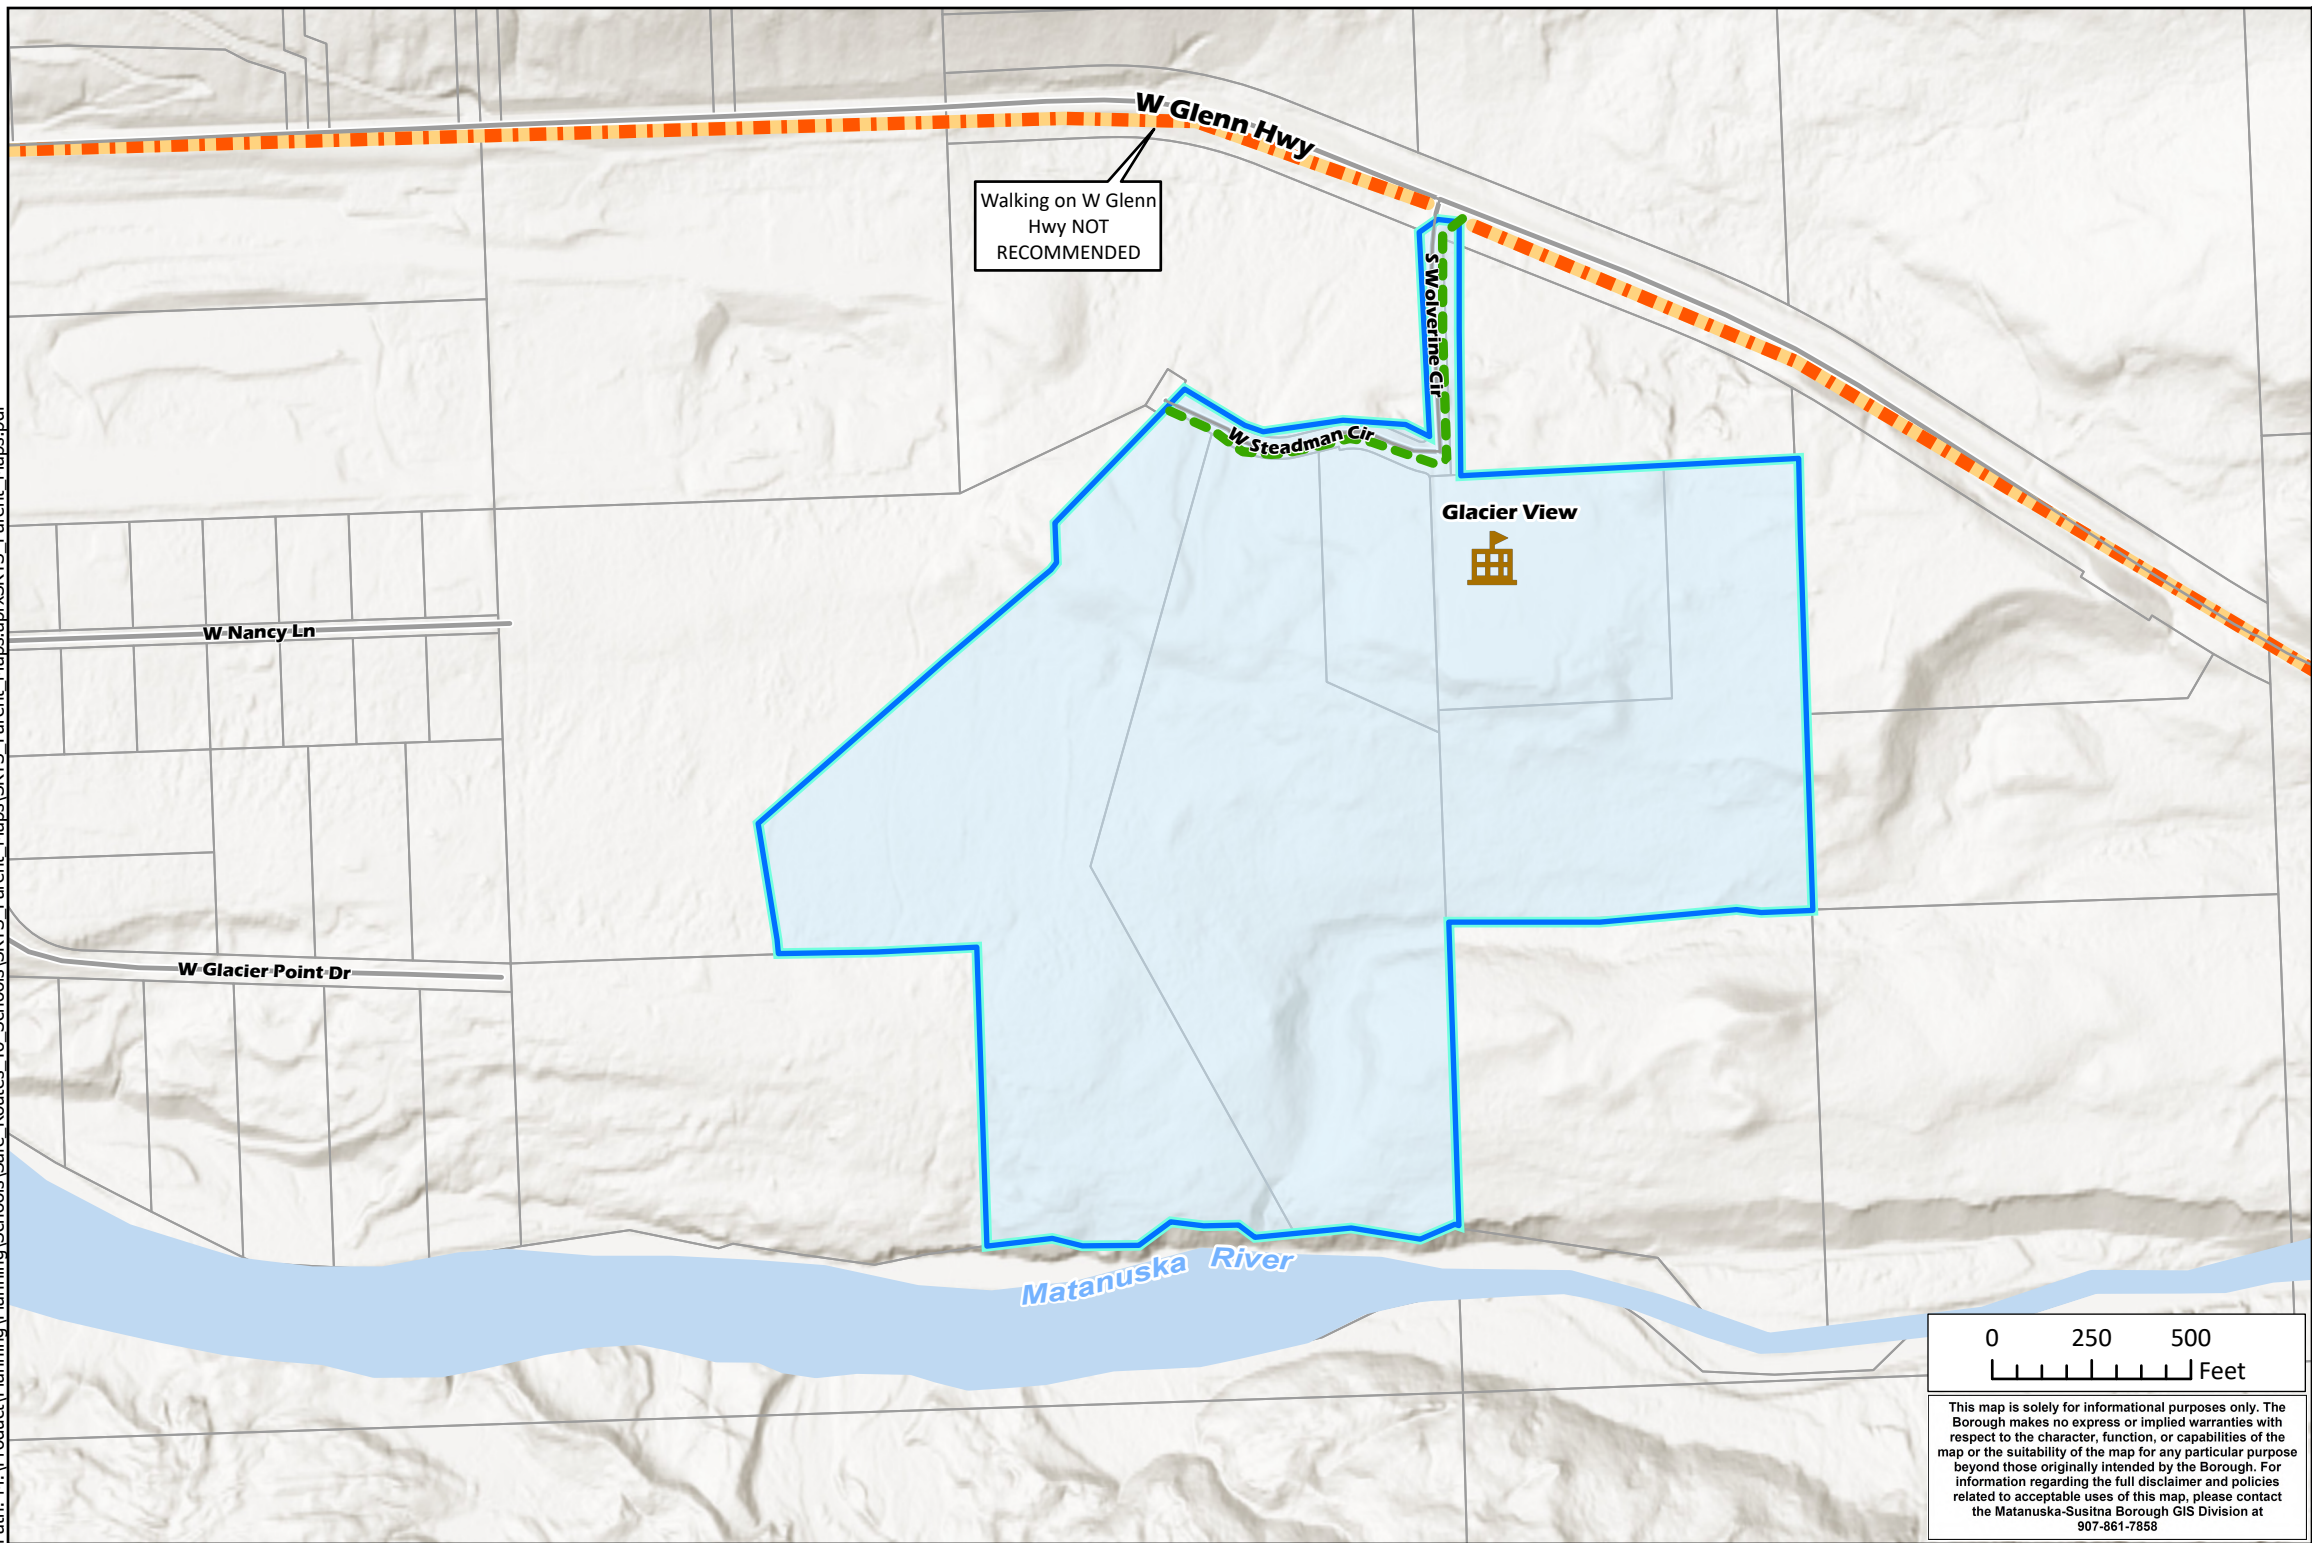 W Glenn Hwy
Walking on W Glenn
Hwy NOT
RECOMMENDED
S Wolverine Cir
W Steadman Cir
Glacier View
W Nancy Ln
W Glacier Point Dr
Matanuska River
0 250 500
Feet
This map is solely for informational purposes only. The
Borough makes no express or implied warranties with
respect to the character, function, or capabilities of the
map or the suitability of the map for any particular purpose
beyond those originally intended by the Borough. For
information regarding the full disclaimer and policies
related to acceptable uses of this map, please contact
the Matanuska-Susitna Borough GIS Division at
907-861-7858